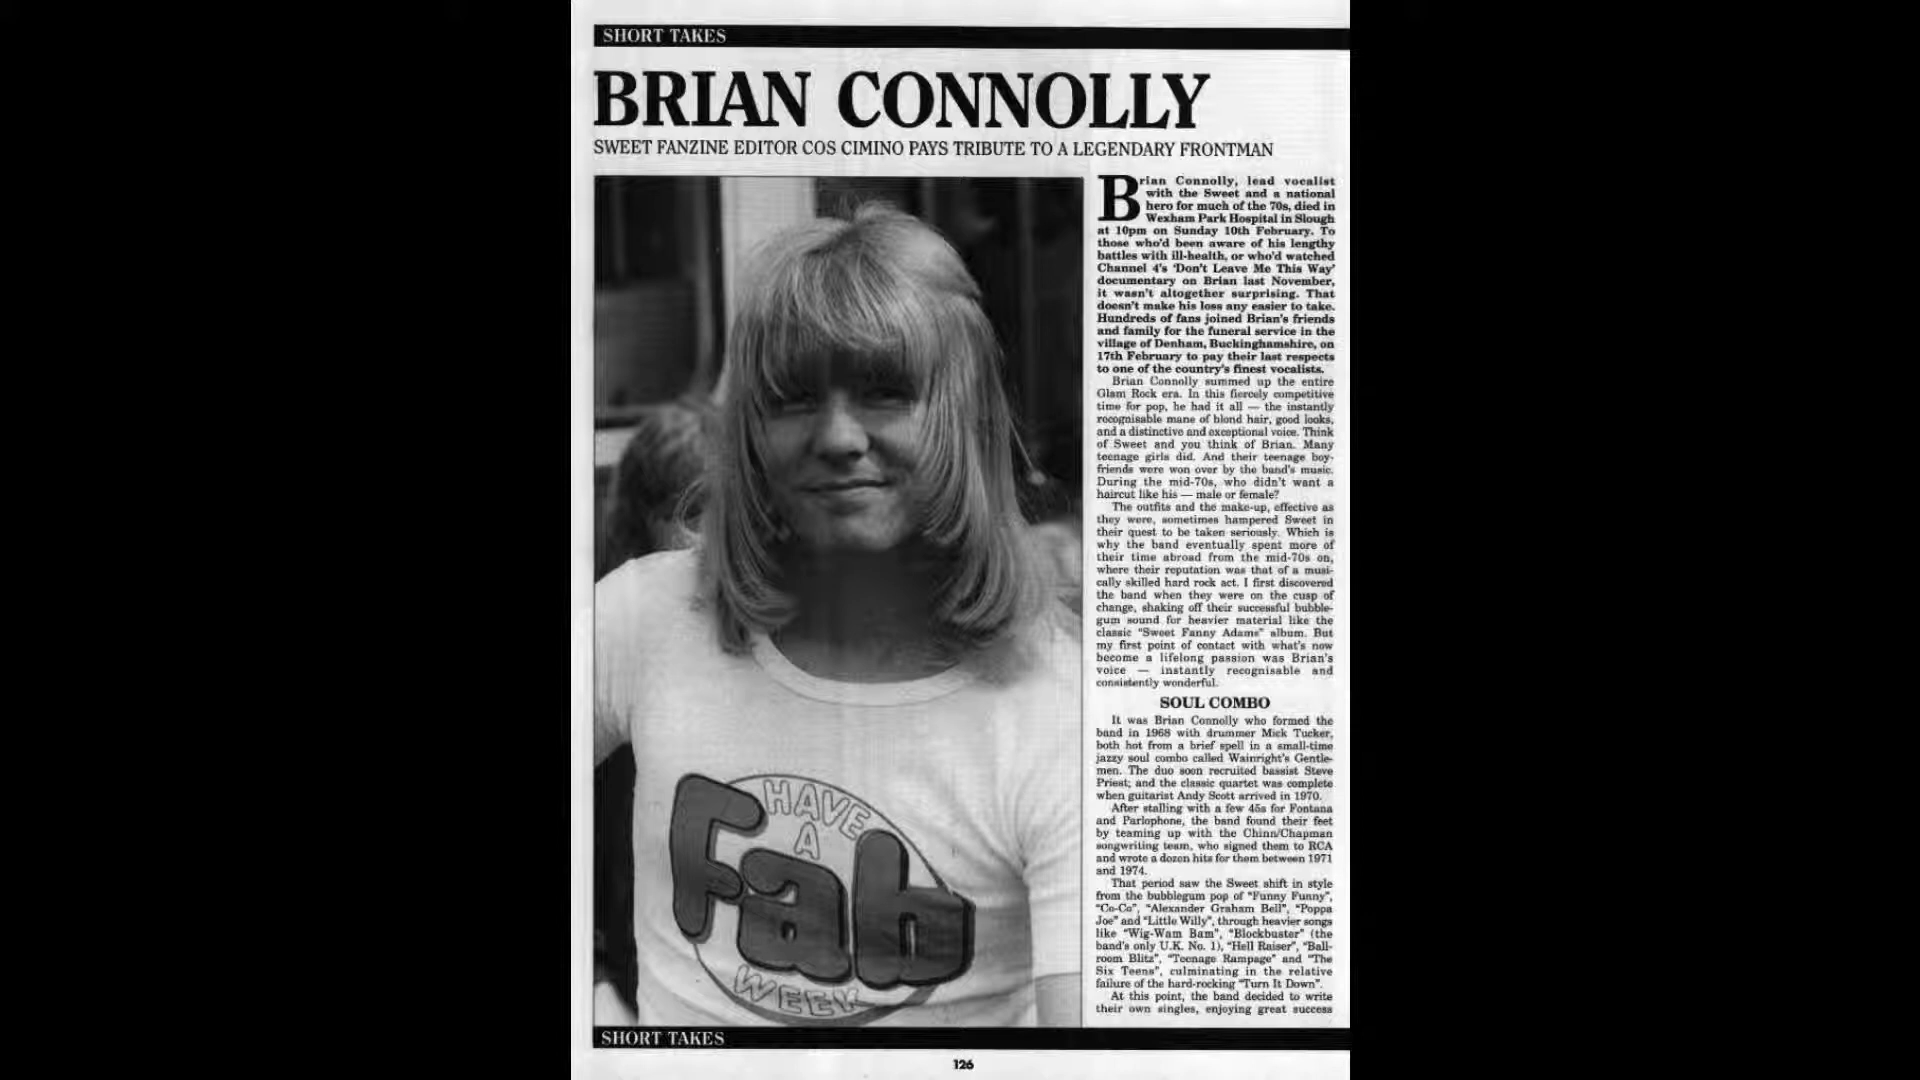 SHORT TAKES
BRIAN CONNOLLY
SWEET FANZINE EDITOR COS CIMINO PAYS TRIBUTE TO A LEGENDARY FRONTMAN
HAVE
A
Fab
WEEK
Brian Connolly, lead vocalist
with the Sweet and a national
hero for much of the 70s, died in
Wexham Park Hospital in Slough
at 10pm on Sunday 10th February. To
those who'd been aware of his lengthy
battles with ill-health, or who'd watched
Channel 4's 'Don't Leave Me This Way'
documentary on Brian last November,
it wasn't altogether surprising. That
doesn't make his loss any easier to take.
Hundreds of fans joined Brian's friends
and family for the funeral service in the
village of Denham, Buckinghamshire, on
17th February to pay their last respects
to one of the country's finest vocalists.
Brian Connolly summed up the entire
Glam Rock era. In this fiercely competitive
time for pop, he had it all — the instantly
recognisable mane of blond hair, good looks,
and a distinctive and exceptional voice. Think
of Sweet and you think of Brian. Many
teenage girls did. And their teenage boy-
friends were won over by the band's music.
During the mid-70s, who didn't want a
haircut like his — male or female?
The outfits and the make-up, effective as
they were, sometimes hampered Sweet in
their quest to be taken seriously. Which is
why the band eventually spent more of
their time abroad from the mid-70s on,
where their reputation was that of a musi-
cally skilled hard rock act. I first discovered
the band when they were on the cusp of
change, shaking off their successful bubble-
gum sound for heavier material like the
classic "Sweet Fanny Adams" album. But
my first point of contact with what's now
become a lifelong passion was Brian's
voice — instantly recognisable and
consistently wonderful.
SOUL COMBO
It was Brian Connolly who formed the
band in 1968 with drummer Mick Tucker,
both hot from a brief spell in a small-time
jazzy soul combo called Wainright's Gentle-
men. The duo soon recruited bassist Steve
Priest; and the classic quartet was complete
when guitarist Andy Scott arrived in 1970.
After stalling with a few 45s for Fontana
and Parlophone, the band found their feet
by teaming up with the Chinn/Chapman
songwriting team, who signed them to RCA
and wrote a dozen hits for them between 1971
and 1974.
That period saw the Sweet shift in style
from the bubblegum pop of "Funny Funny",
"Co-Co", "Alexander Graham Bell", "Poppa
Joe" and "Little Willy", through heavier songs
like "Wig-Wam Bam", "Blockbuster" (the
band's only U.K. No. 1), "Hell Raiser", "Ball-
room Blitz", "Teenage Rampage" and "The
Six Teens", culminating in the relative
failure of the hard-rocking "Turn It Down".
At this point, the band decided to write
their own singles, enjoying great success
SHORT TAKES
126